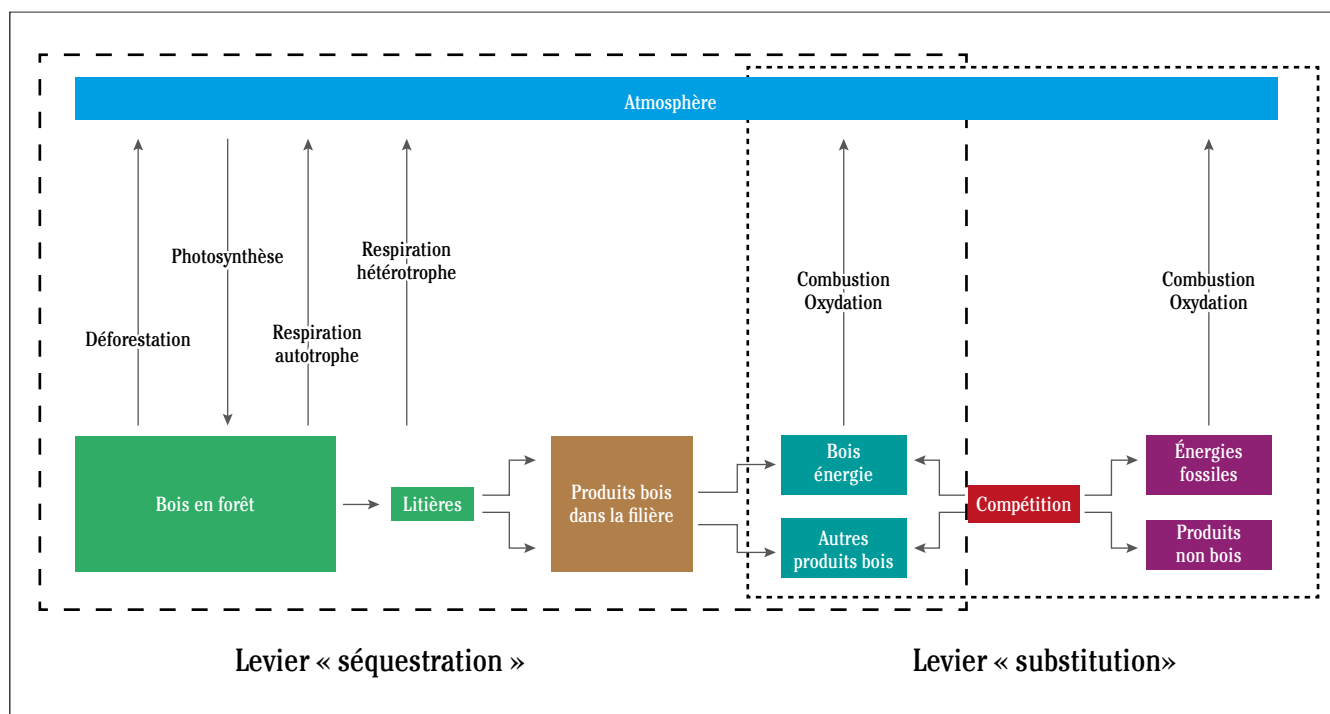 Atmosphère
Photosynthèse
Respiration
hétérotrophe
Déforestation
Respiration
autotrophe
Combustion
Oxydation
Combustion
Oxydation
Bois en forêt
Litières
Produits bois
dans la filière
Bois
énergie
Autres
produits bois
Compétition
Énergies
fossiles
Produits
non bois
Levier « séquestration »
Levier « substitution»